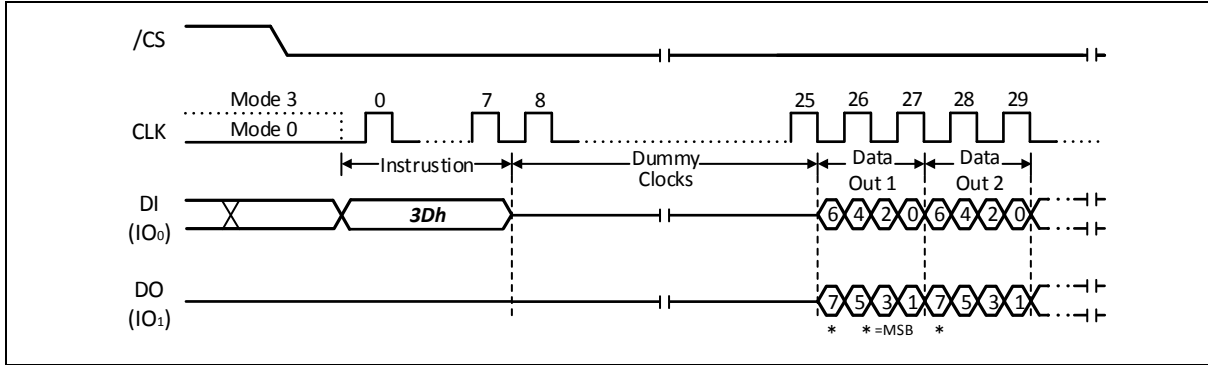 /CS
Mode 3
0 7 8 25 26 27 28 29
CLK
Mode 0
Instrustion
Dummy
Clocks
Data
Out 1
Data
Out 2
DI
(IO0)
3Dh
6 4 2 0 6 4 2 0
DO
(IO1)
7 5 3 1 7 5 3 1
* * =MSB *